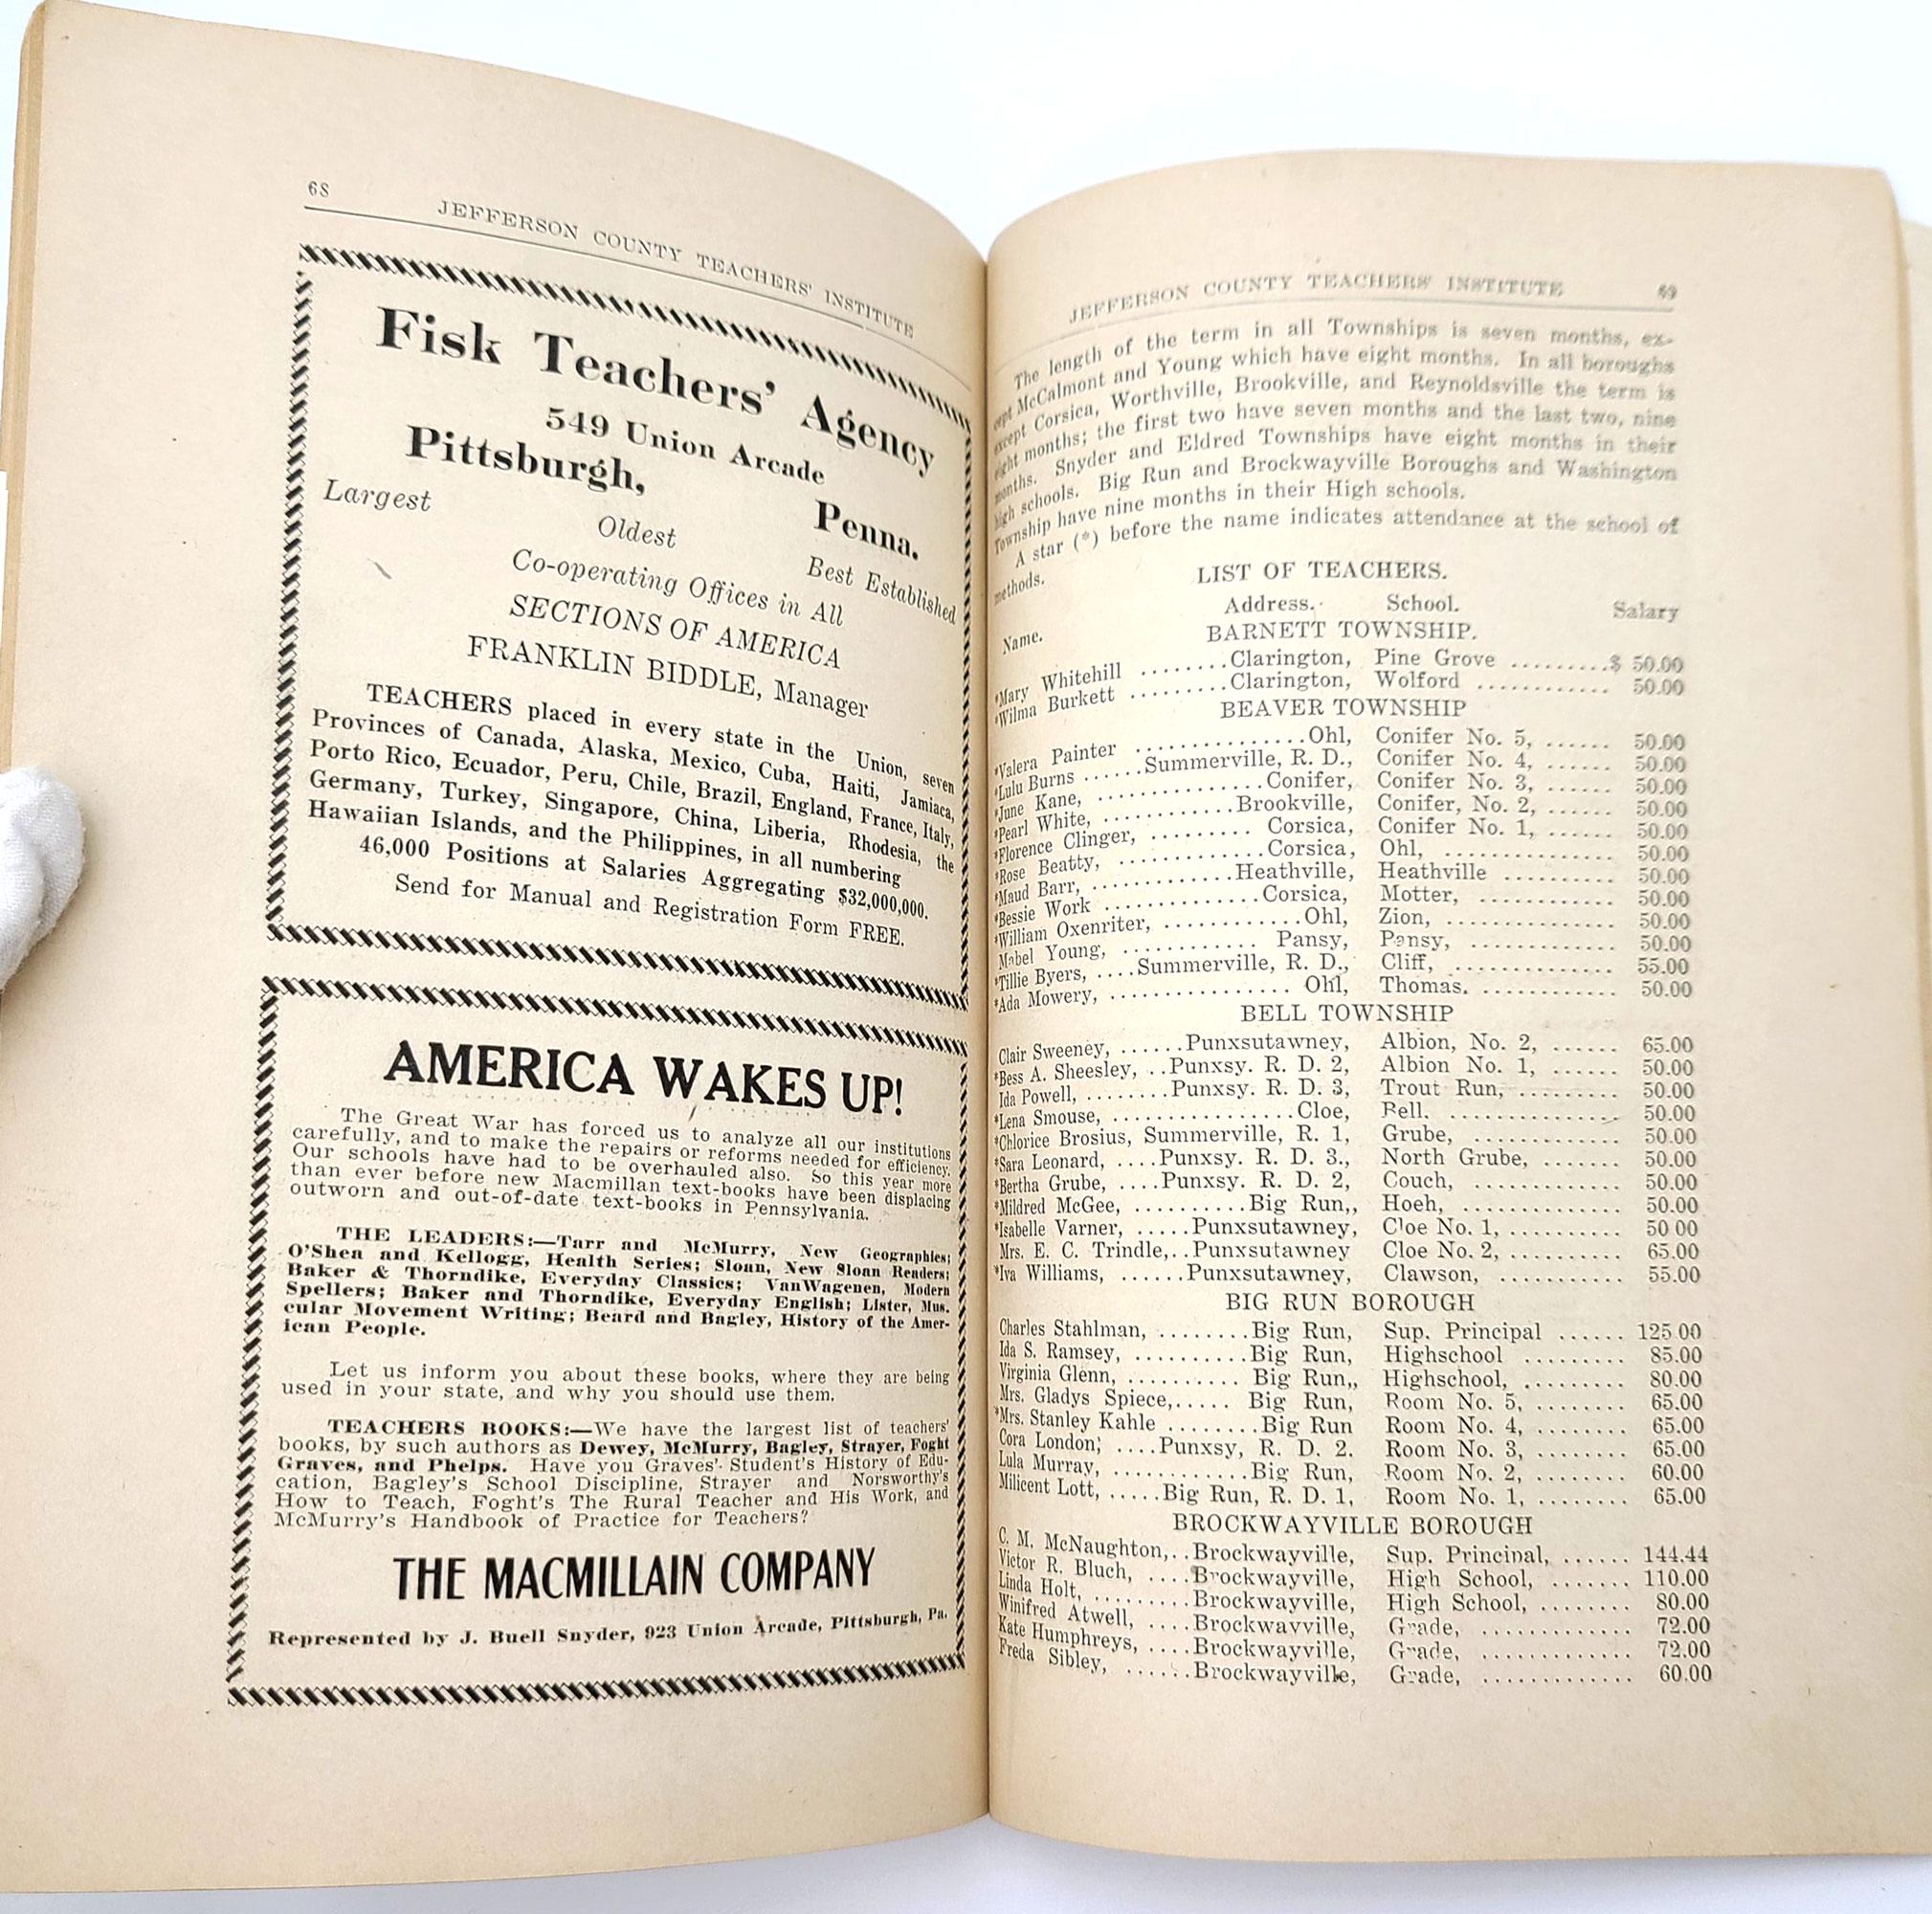 68
JEFFERSON COUNTY TEACHERS' INSTITUTE
Fisk Teachers' Agency
549 Union Arcade
Pittsburgh, Penna.
Largest Oldest Best Established
Co-operating Offices in All
SECTIONS OF AMERICA
FRANKLIN BIDDLE, Manager
TEACHERS placed in every state in the Union, seven
Provinces of Canada, Alaska, Mexico, Cuba, Haiti, Jamiaca,
Porto Rico, Ecuador, Peru, Chile, Brazil, England, France, Italy,
Germany, Turkey, Singapore, China, Liberia, Rhodesia, the
Hawaiian Islands, and the Philippines, in all numbering
46,000 Positions at Salaries Aggregating $32,000,000.
Send for Manual and Registration Form FREE.
AMERICA WAKES UP!
The Great War has forced us to analyze all our institutions
carefully, and to make the repairs or reforms needed for efficiency.
Our schools have had to be overhauled also. So this year more
than ever before new Macmillan text-books have been displacing
outworn and out-of-date text-books in Pennsylvania.
THE LEADERS:—Tarr and McMurry, New Geographies;
O'Shea and Kellogg, Health Series; Sloan, New Sloan Readers;
Baker & Thorndike, Everyday Classics; VanWagenen, Modern
Spellers; Baker and Thorndike, Everyday English; Lister, Mus.
cular Movement Writing; Beard and Bagley, History of the Amer-
ican People.
Let us inform you about these books, where they are being
used in your state, and why you should use them.
TEACHERS BOOKS:—We have the largest list of teachers'
books, by such authors as Dewey, McMurry, Bagley, Strayer, Foght
Graves, and Phelps. Have you Graves' Student's History of Edu-
cation, Bagley's School Discipline, Strayer and Norsworthy's
How to Teach, Foght's The Rural Teacher and His Work, and
McMurry's Handbook of Practice for Teachers?
THE MACMILLAIN COMPANY
Represented by J. Buell Snyder, 923 Union Arcade, Pittsburgh, Pa.
JEFFERSON COUNTY TEACHERS' INSTITUTE 69
The length of the term in all Townships is seven months, ex-
cept McCalmont and Young which have eight months. In all boroughs
except Corsica, Worthville, Brookville, and Reynoldsville the term is
eight months; the first two have seven months and the last two, nine
months. Snyder and Eldred Townships have eight months in their
high schools. Big Run and Brockwayville Boroughs and Washington
Township have nine months in their High schools.
A star (*) before the name indicates attendance at the school of
methods.
LIST OF TEACHERS.
Name. Address. School. Salary
BARNETT TOWNSHIP.
*Mary Whitehill ........Clarington, Pine Grove .........$ 50.00
*Wilma Burkett .........Clarington, Wolford ............ 50.00
BEAVER TOWNSHIP
*Valera Painter ...............Ohl, Conifer No. 5, ...... 50.00
*Lulu Burns ......Summerville, R. D., Conifer No. 4, ...... 50.00
*June Kane, ................Conifer, Conifer No. 3, ...... 50.00
*Pearl White, ............Brookville, Conifer, No. 2, ...... 50.00
*Florence Clinger, ......... Corsica, Conifer No. 1, ...... 50.00
*Rose Beatty, .............Corsica, Ohl, ............... 50.00
*Maud Barr, .............Heathville, Heathville .......... 50.00
*Bessie Work ..............Corsica, Motter, ............ 50.00
*William Oxenriter, ...........Ohl, Zion, ............... 50.00
Mabel Young, ............ Pansy, Pansy, ............. 50.00
*Tillie Byers, ....Summerville, R. D., Cliff, .............. 55.00
*Ada Mowery, ................ Ohl, Thomas. ............ 50.00
BELL TOWNSHIP
Clair Sweeney, ......Punxsutawney, Albion, No. 2, ...... 65.00
*Bess A. Sheesley, ..Punxsy. R. D. 2, Albion No. 1, ...... 50.00
Ida Powell, ........Punxsy. R. D. 3, Trout Run, ......... 50.00
*Lena Smouse, .................Cloe, Bell. ............... 50.00
*Chlorice Brosius, Summerville, R. 1, Grube, ............. 50.00
*Sara Leonard, ....Punxsy. R. D. 3., North Grube, ....... 50.00
*Bertha Grube, ....Punxsy. R. D. 2, Couch, ............. 50.00
*Mildred McGee, ..........Big Run,, Hoeh, ............... 50.00
*Isabelle Varner, .....Punxsutawney, Cloe No. 1, .......... 50 00
Mrs. E. C. Trindle,..Punxsutawney Cloe No. 2, .......... 65.00
*Iva Williams, ......Punxsutawney, Clawson, ........... 55.00
BIG RUN BOROUGH
Charles Stahlman, ........Big Run, Sup. Principal ...... 125.00
Ida S. Ramsey, ..........Big Run, Highschool ......... 85.00
Virginia Glenn, .......... Big Run,, Highschool, ......... 80.00
Mrs. Gladys Spiece,..... Big Run, Room No. 5, ........ 65.00
*Mrs. Stanley Kahle ........Big Run Room No. 4, ........ 65.00
Cora London; ....Punxsy, R. D. 2. Room No. 3, ........ 65.00
Lula Murray, ............Big Run, Room No. 2, ........ 60.00
Milicent Lott, .....Big Run, R. D. 1, Room No. 1, ........ 65.00
BROCKWAYVILLE BOROUGH
C. M. McNaughton,..Brockwayville, Sup. Principal, ...... 144.44
Victor R. Bluch, ....Brockwayville, High School, ....... 110.00
Linda Holt, .........Brockwayville, High School, ........ 80.00
Winifred Atwell, ....Brockwayville, Grade, ............. 72.00
Kate Humphreys, ....Brockwayville, Grade, ............. 72.00
Freda Sibley, ......Brockwayville, Grade, ............. 60.00